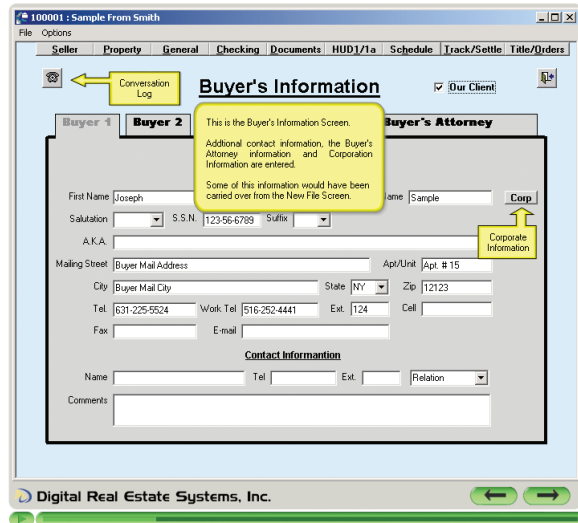 100001 : Sample From Smith
File Options
Seller Property General Checking Documents HUD1/1a Schedule Track/Settle Title/Orders
Conversation
Log
Buyer's Information
Our Client
Buyer 1 Buyer 2 Buyer's Attorney
This is the Buyer's Information Screen.
Addtional contact information, the Buyer's
Attorney information and Corporation
Information are entered.
Some of this information would have been
carried over from the New File Screen.
First Name Joseph ame Sample Corp
Salutation S.S.N. 123-56-6789 Suffix
Corporate
Information
A.K.A.
Mailing Street Buyer Mail Address Apt/Unit Apt. # 15
City Buyer Mail City State NY Zip 12123
Tel. 631-225-5524 Work Tel 516-252-4441 Ext. 124 Cell
Fax E-mail
Contact Informantion
Name Tel Ext. Relation
Comments
Digital Real Estate Systems, Inc.